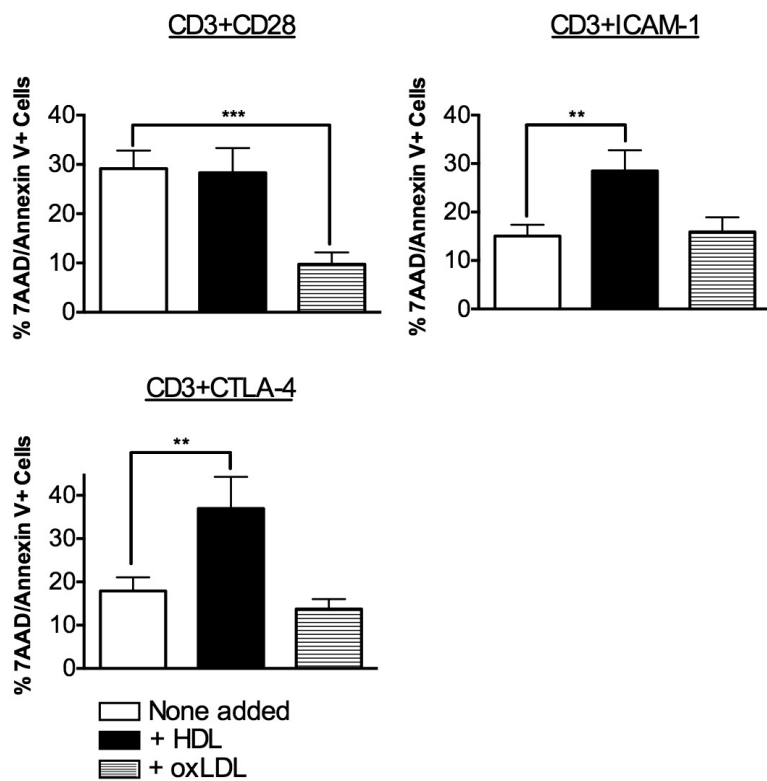 CD3+CD28
% 7AAD/Annexin V+ Cells
40
30
20
10
0
***
CD3+ICAM-1
% 7AAD/Annexin V+ Cells
40
30
20
10
0
**
CD3+CTLA-4
% 7AAD/Annexin V+ Cells
40
30
20
10
0
**
None added
+ HDL
+ oxLDL